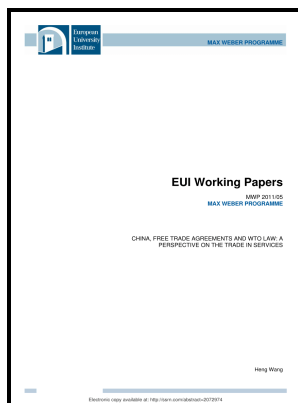 European
University
Institute
MAX WEBER PROGRAMME
EUI Working Papers
MWP 2011/05
MAX WEBER PROGRAMME
CHINA, FREE TRADE AGREEMENTS AND WTO LAW: A
PERSPECTIVE ON THE TRADE IN SERVICES
Heng Wang
Electronic copy available at: http://ssrn.com/abstract=2072974